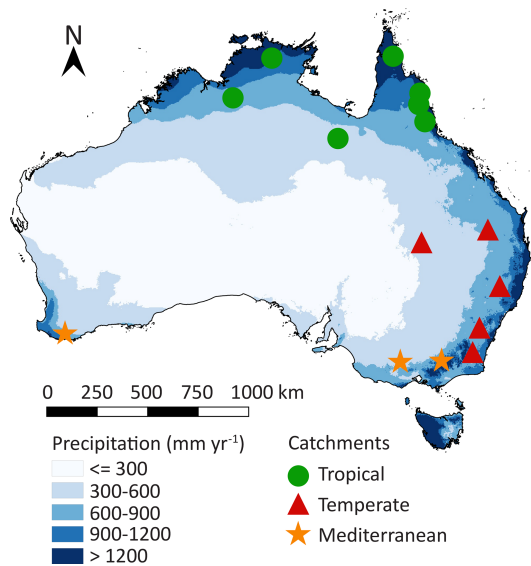 N
0 250 500 750 1000 km
Precipitation (mm yr⁻¹)
<= 300
300-600
600-900
900-1200
> 1200
Catchments
Tropical
Temperate
Mediterranean